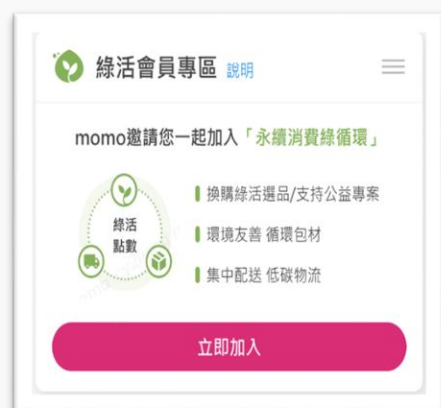 綠活會員專區 說明
momo邀請您一起加入「永續消費綠循環」
綠活
點數
換購綠活選品/支持公益專案
環境友善 循環包材
集中配送 低碳物流
立即加入